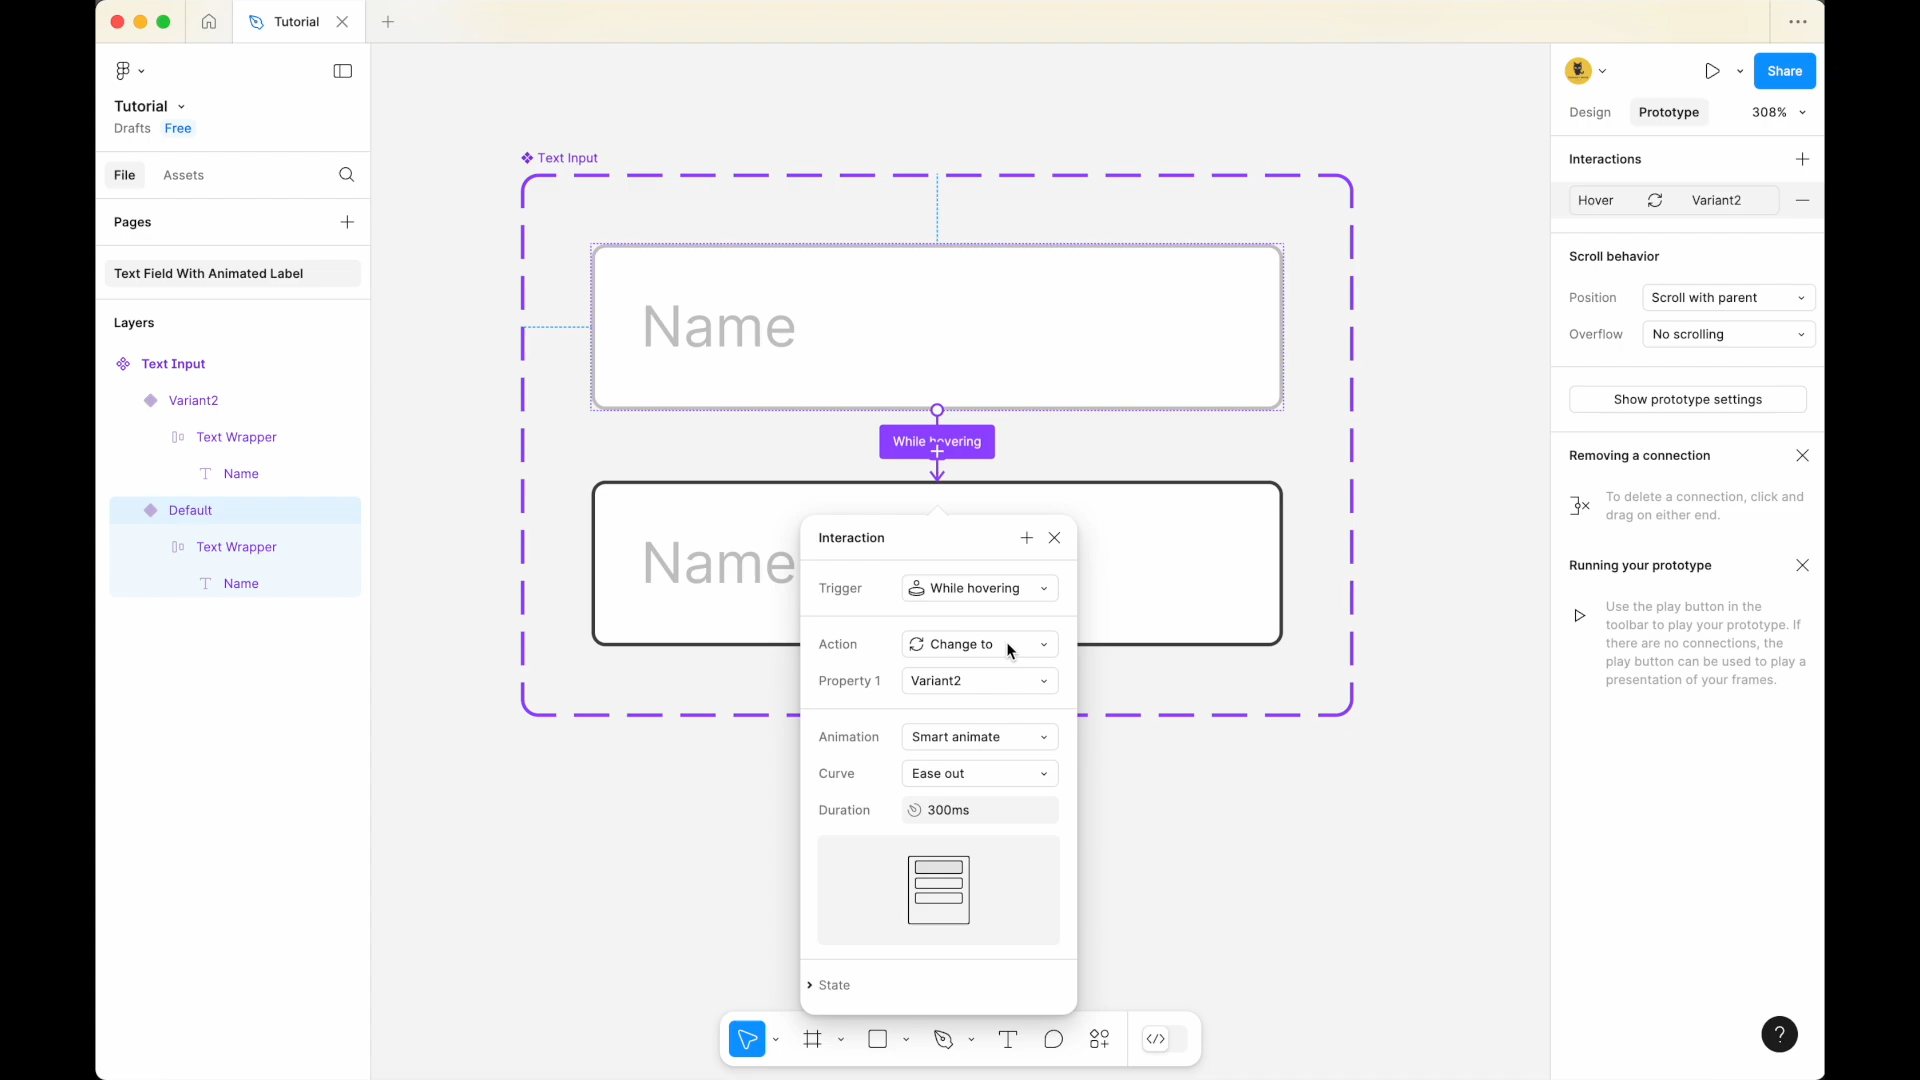 Tutorial
Tutorial
Drafts Free
File Assets
Pages
Text Field With Animated Label
Layers
Text Input
Variant2
Text Wrapper
Name
Default
Text Wrapper
Name
Text Input
Name
While hovering
Name
Interaction
Trigger While hovering
Action Change to
Property 1 Variant2
Animation Smart animate
Curve Ease out
Duration 300ms
State
Share
Design Prototype 308%
Interactions
Hover Variant2
Scroll behavior
Position Scroll with parent
Overflow No scrolling
Show prototype settings
Removing a connection
To delete a connection, click and
drag on either end.
Running your prototype
Use the play button in the
toolbar to play your prototype. If
there are no connections, the
play button can be used to play a
presentation of your frames.
?